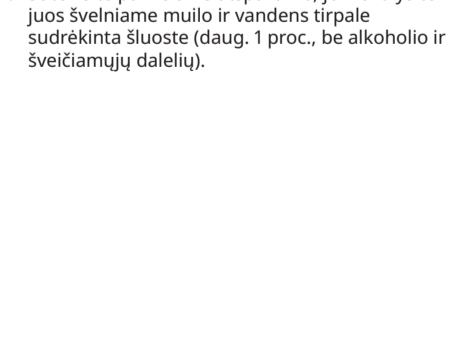 juos švelniame muilo ir vandens tirpale
sudrėkinta šluoste (daug. 1 proc., be alkoholio ir
šveičiamųjų dalelių).